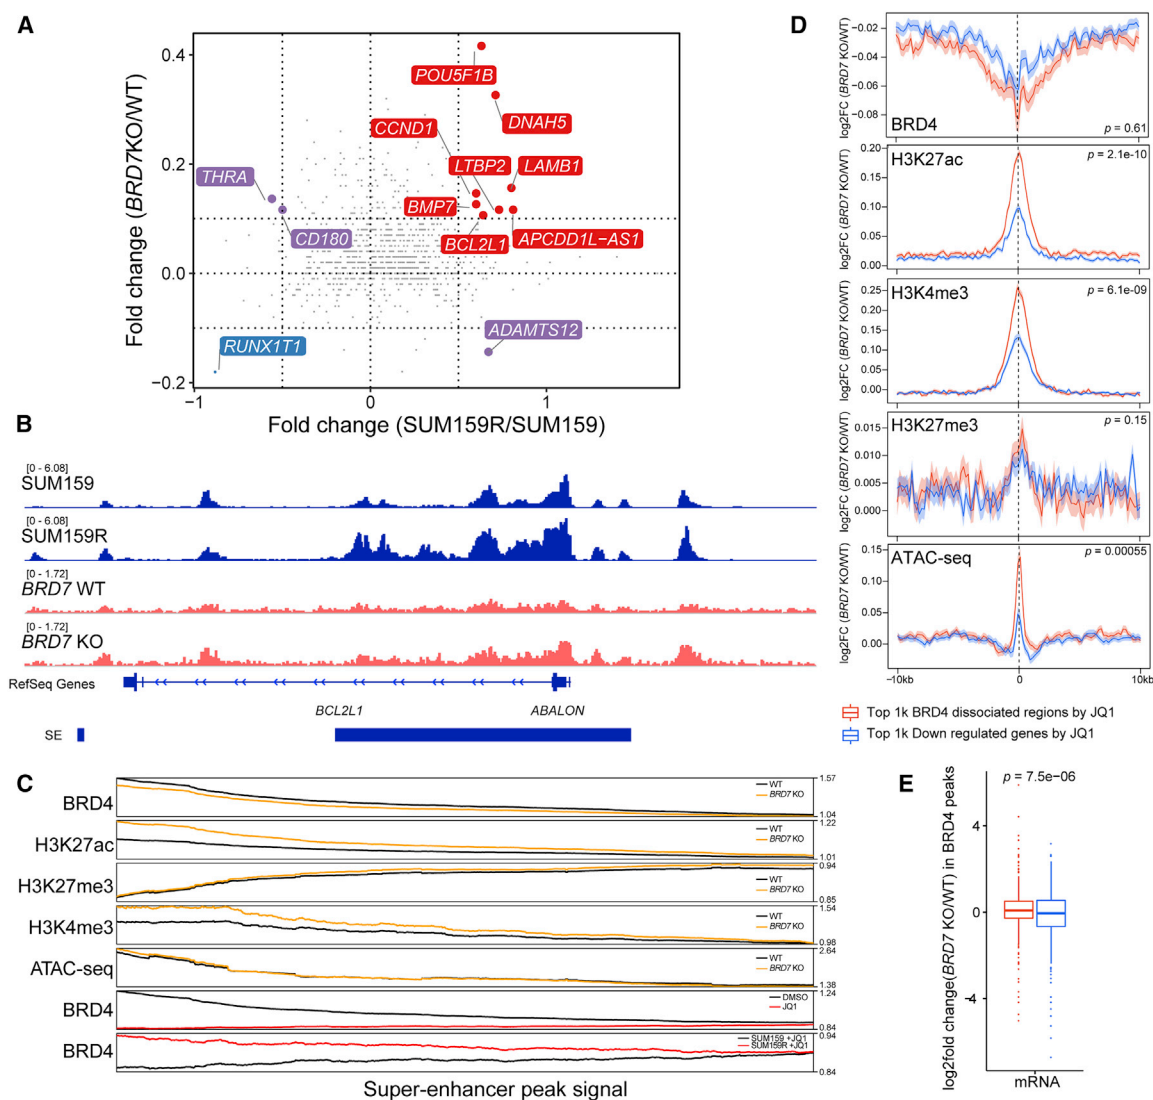 A
Fold change (BRD7KO/WT)
0.4
0.2
0.0
−0.2
−1
0
1
Fold change (SUM159R/SUM159)
POU5F1B
DNAH5
CCND1
LTBP2
LAMB1
THRA
BMP7
CD180
BCL2L1
APCDD1L−AS1
ADAMTS12
RUNX1T1
B
[0 - 6.08]
SUM159
[0 - 6.08]
SUM159R
[0 - 1.72]
BRD7 WT
[0 - 1.72]
BRD7 KO
RefSeq Genes
BCL2L1
ABALON
SE
C
BRD4
WT
BRD7 KO
1.57
1.04
H3K27ac
WT
BRD7 KO
1.22
1.01
H3K27me3
WT
BRD7 KO
0.94
0.85
H3K4me3
WT
BRD7 KO
1.54
0.98
ATAC-seq
WT
BRD7 KO
2.64
1.38
BRD4
DMSO
JQ1
1.24
0.84
BRD4
SUM159 +JQ1
SUM159R +JQ1
0.94
0.84
Super-enhancer peak signal
D
log2FC (BRD7 KO/WT)
−0.02
−0.04
−0.06
−0.08
BRD4
p = 0.61
log2FC (BRD7 KO/WT)
0.20
0.15
0.10
0.05
0.00
H3K27ac
p = 2.1e-10
log2FC (BRD7 KO/WT)
0.25
0.20
0.15
0.10
0.05
0.00
H3K4me3
p = 6.1e-09
log2FC (BRD7 KO/WT)
0.015
0.010
0.005
0.000
H3K27me3
p = 0.15
log2FC (BRD7 KO/WT)
0.15
0.10
0.05
0.00
ATAC-seq
p = 0.00055
−10kb
0
10kb
Top 1k BRD4 dissociated regions by JQ1
Top 1k Down regulated genes by JQ1
E
log2fold change(BRD7 KO/WT) in BRD4 peaks
p = 7.5e−06
4
0
−4
mRNA